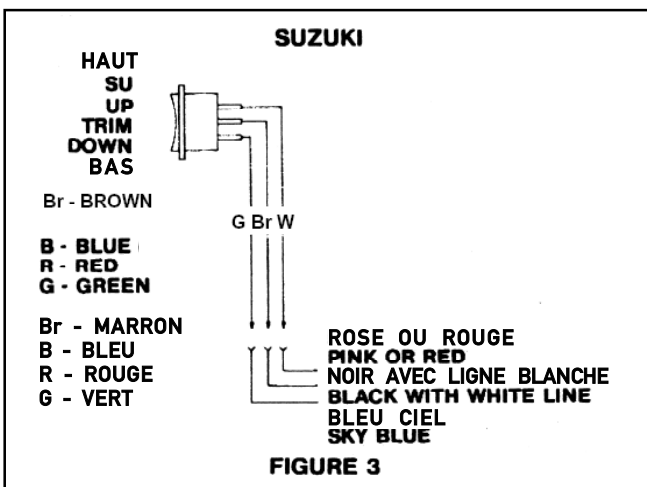 SUZUKI
HAUT
SU
UP
TRIM
DOWN
BAS
Br - BROWN
G Br W
B - BLUE
R - RED
G - GREEN
Br - MARRON
B - BLEU
R - ROUGE
G - VERT
ROSE OU ROUGE
PINK OR RED
NOIR AVEC LIGNE BLANCHE
BLACK WITH WHITE LINE
BLEU CIEL
SKY BLUE
FIGURE 3